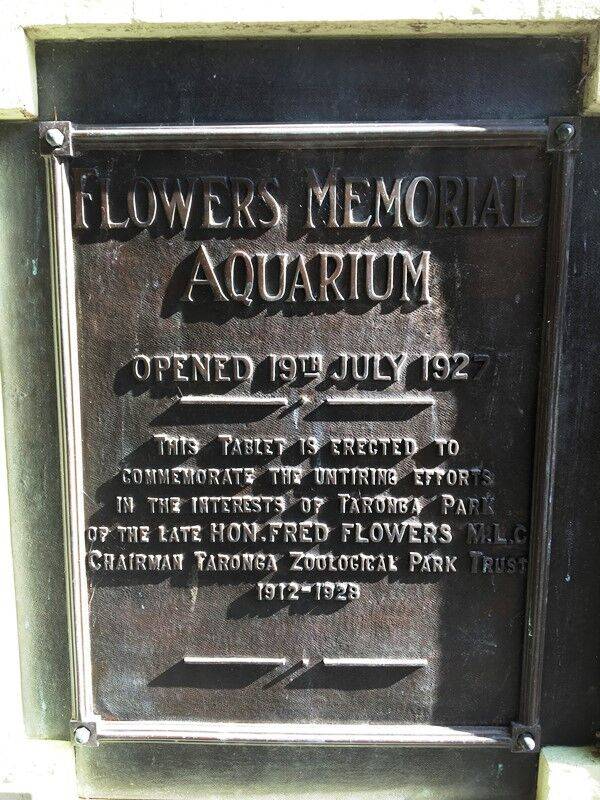 FLOWERS MEMORIAL
AQUARIUM
OPENED 19TH JULY 1927
THIS TABLET IS ERECTED TO
COMMEMORATE THE UNTIRING EFFORTS
IN THE INTERESTS OF TARONGA PARK
OF THE LATE HON. FRED FLOWERS M.L.C
CHAIRMAN TARONGA ZOOLOGICAL PARK TRUST
1912-1928